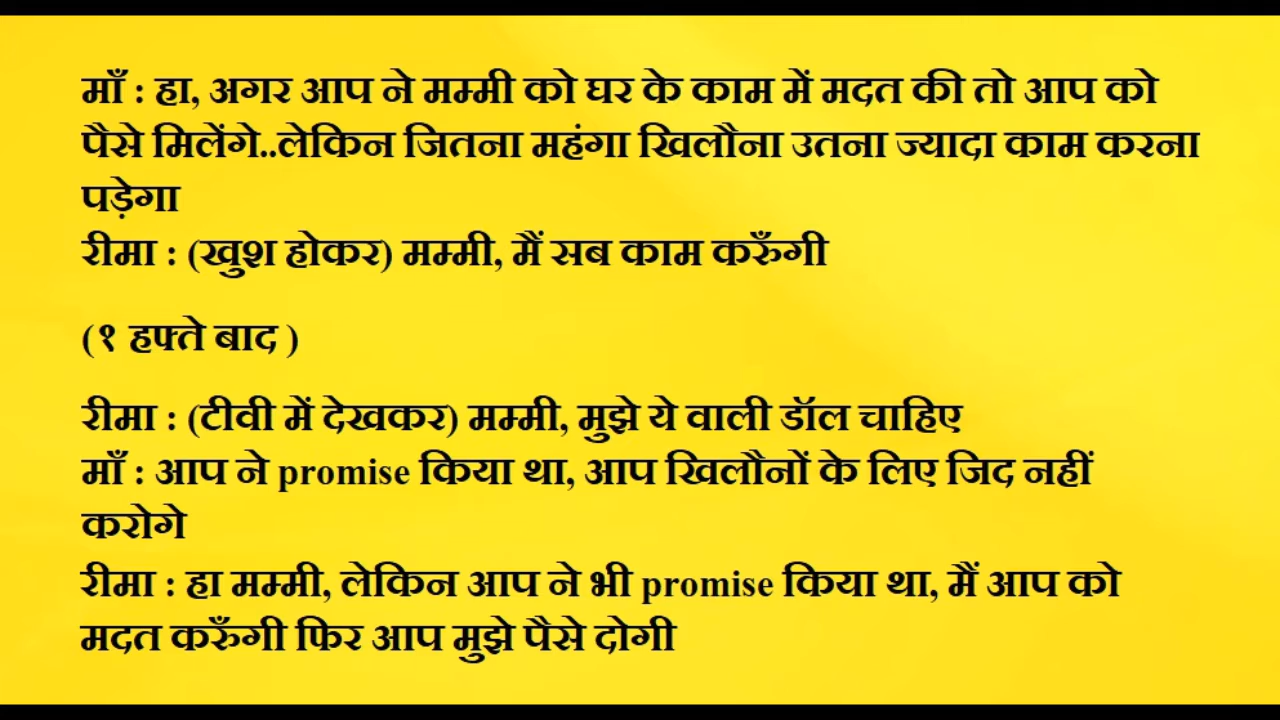 माँ : हा, अगर आप ने मम्मी को घर के काम में मदत की तो आप को
पैसे मिलेंगे..लेकिन जितना महंगा खिलौना उतना ज्यादा काम करना
पड़ेगा
रीमा : (खुश होकर) मम्मी, मैं सब काम करुँगी
(१ हफ्ते बाद )
रीमा : (टीवी में देखकर) मम्मी, मुझे ये वाली डॉल चाहिए
माँ : आप ने promise किया था, आप खिलौनों के लिए जिद नहीं
करोगे
रीमा : हा मम्मी, लेकिन आप ने भी promise किया था, मैं आप को
मदत करुँगी फिर आप मुझे पैसे दोगी